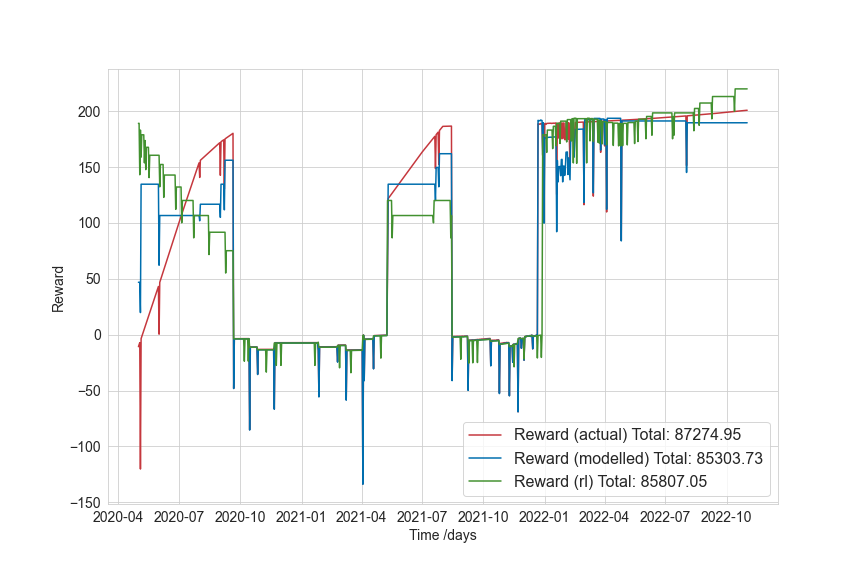 200
150
100
50
0
−50
−100
−150
Reward
2020-04 2020-07 2020-10 2021-01 2021-04 2021-07 2021-10 2022-01 2022-04 2022-07 2022-10
Time /days
Reward (actual) Total: 87274.95
Reward (modelled) Total: 85303.73
Reward (rl) Total: 85807.05